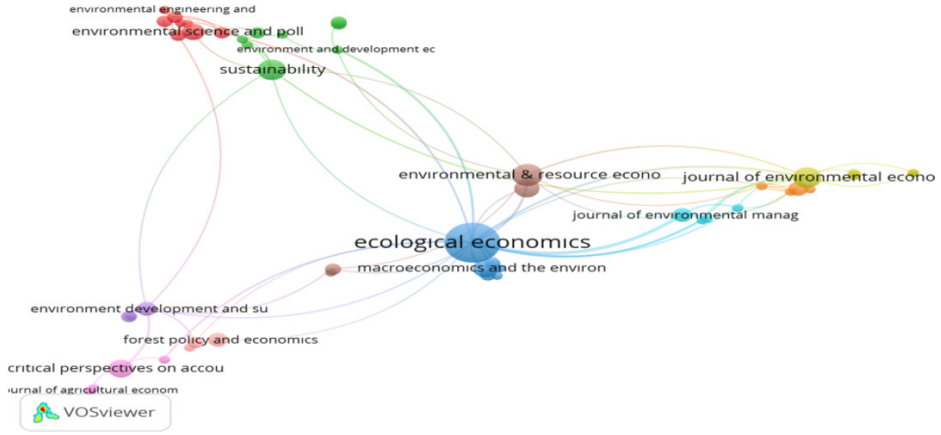 environmental engineering and
environmental science and poll
environment and development ec
sustainability
environmental & resource econo
journal of environmental econo
journal of environmental manag
ecological economics
macroeconomics and the environ
environment development and su
forest policy and economics
critical perspectives on accou
urnal of agricultural econom
VOSviewer